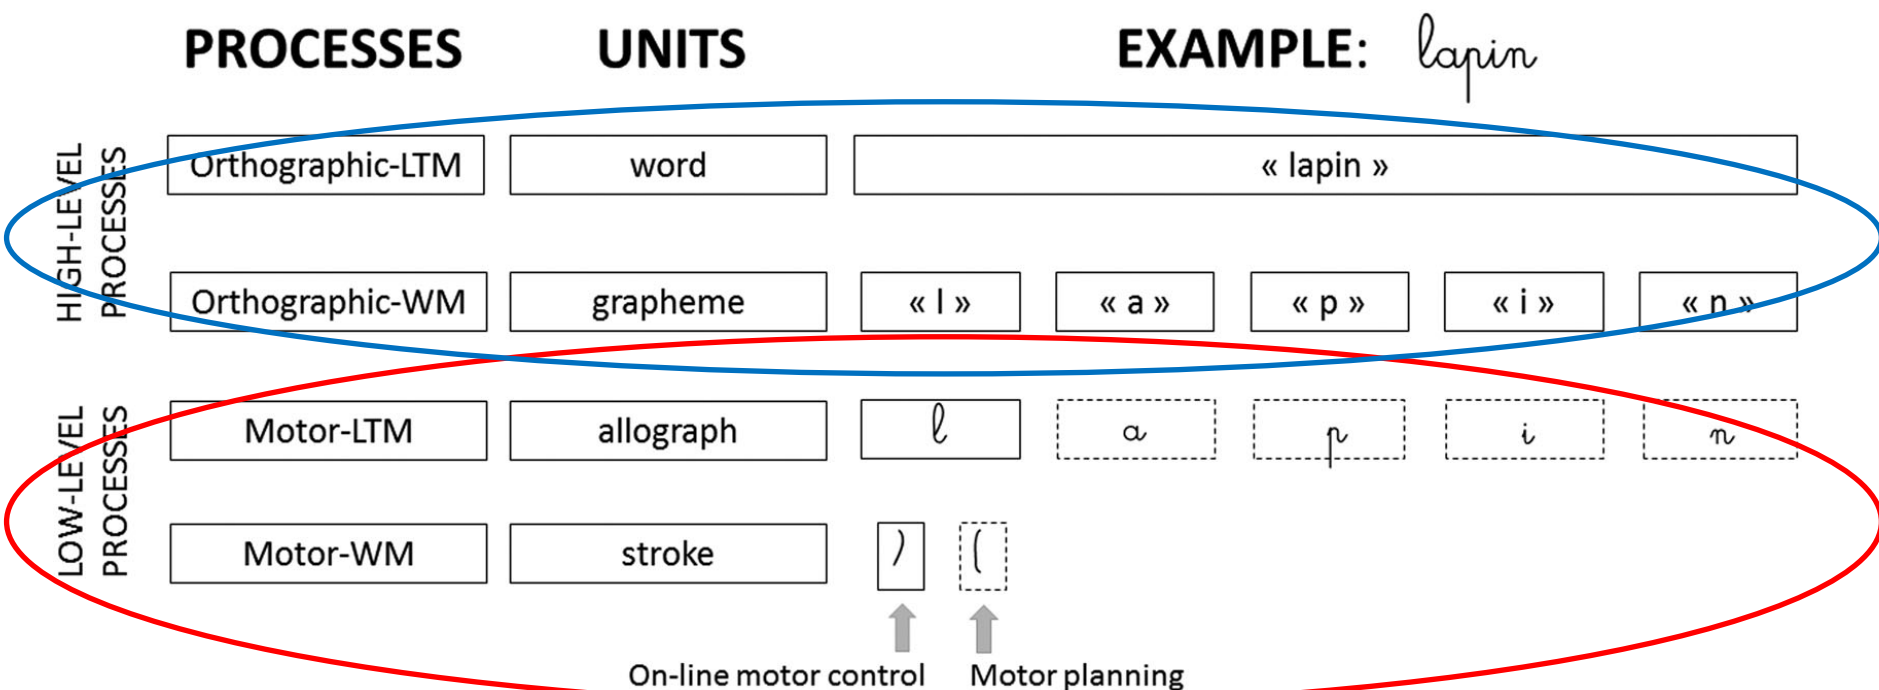 PROCESSES UNITS EXAMPLE: lapin
HIGH-LEVEL PROCESSES
Orthographic-LTM word « lapin »
Orthographic-WM grapheme « l » « a » « p » « i » « n »
LOW-LEVEL PROCESSES
Motor-LTM allograph l a p i n
Motor-WM stroke ) (
On-line motor control Motor planning